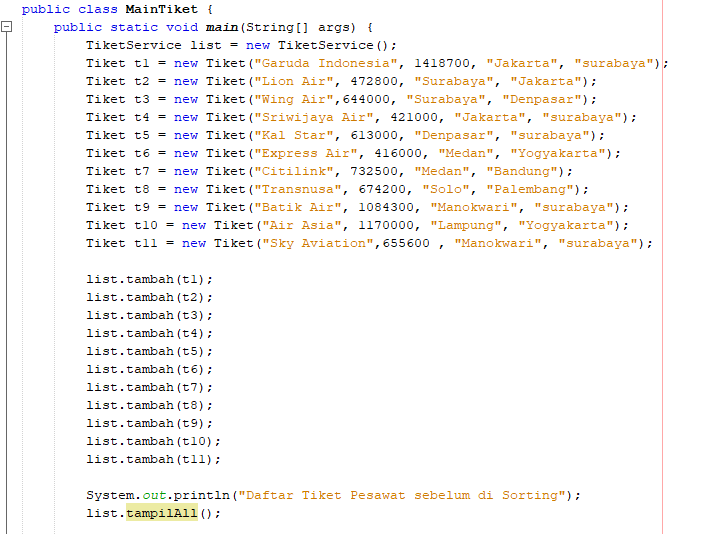 public class MainTiket {
    public static void main(String[] args) {
        TiketService list = new TiketService();
        Tiket t1 = new Tiket("Garuda Indonesia", 1418700, "Jakarta", "surabaya");
        Tiket t2 = new Tiket("Lion Air", 472800, "Surabaya", "Jakarta");
        Tiket t3 = new Tiket("Wing Air",644000, "Surabaya", "Denpasar");
        Tiket t4 = new Tiket("Sriwijaya Air", 421000, "Jakarta", "surabaya");
        Tiket t5 = new Tiket("Kal Star", 613000, "Denpasar", "surabaya");
        Tiket t6 = new Tiket("Express Air", 416000, "Medan", "Yogyakarta");
        Tiket t7 = new Tiket("Citilink", 732500, "Medan", "Bandung");
        Tiket t8 = new Tiket("Transnusa", 674200, "Solo", "Palembang");
        Tiket t9 = new Tiket("Batik Air", 1084300, "Manokwari", "surabaya");
        Tiket t10 = new Tiket("Air Asia", 1170000, "Lampung", "Yogyakarta");
        Tiket t11 = new Tiket("Sky Aviation",655600 , "Manokwari", "surabaya");

        list.tambah(t1);
        list.tambah(t2);
        list.tambah(t3);
        list.tambah(t4);
        list.tambah(t5);
        list.tambah(t6);
        list.tambah(t7);
        list.tambah(t8);
        list.tambah(t9);
        list.tambah(t10);
        list.tambah(t11);

        System.out.println("Daftar Tiket Pesawat sebelum di Sorting");
        list.tampilAll();